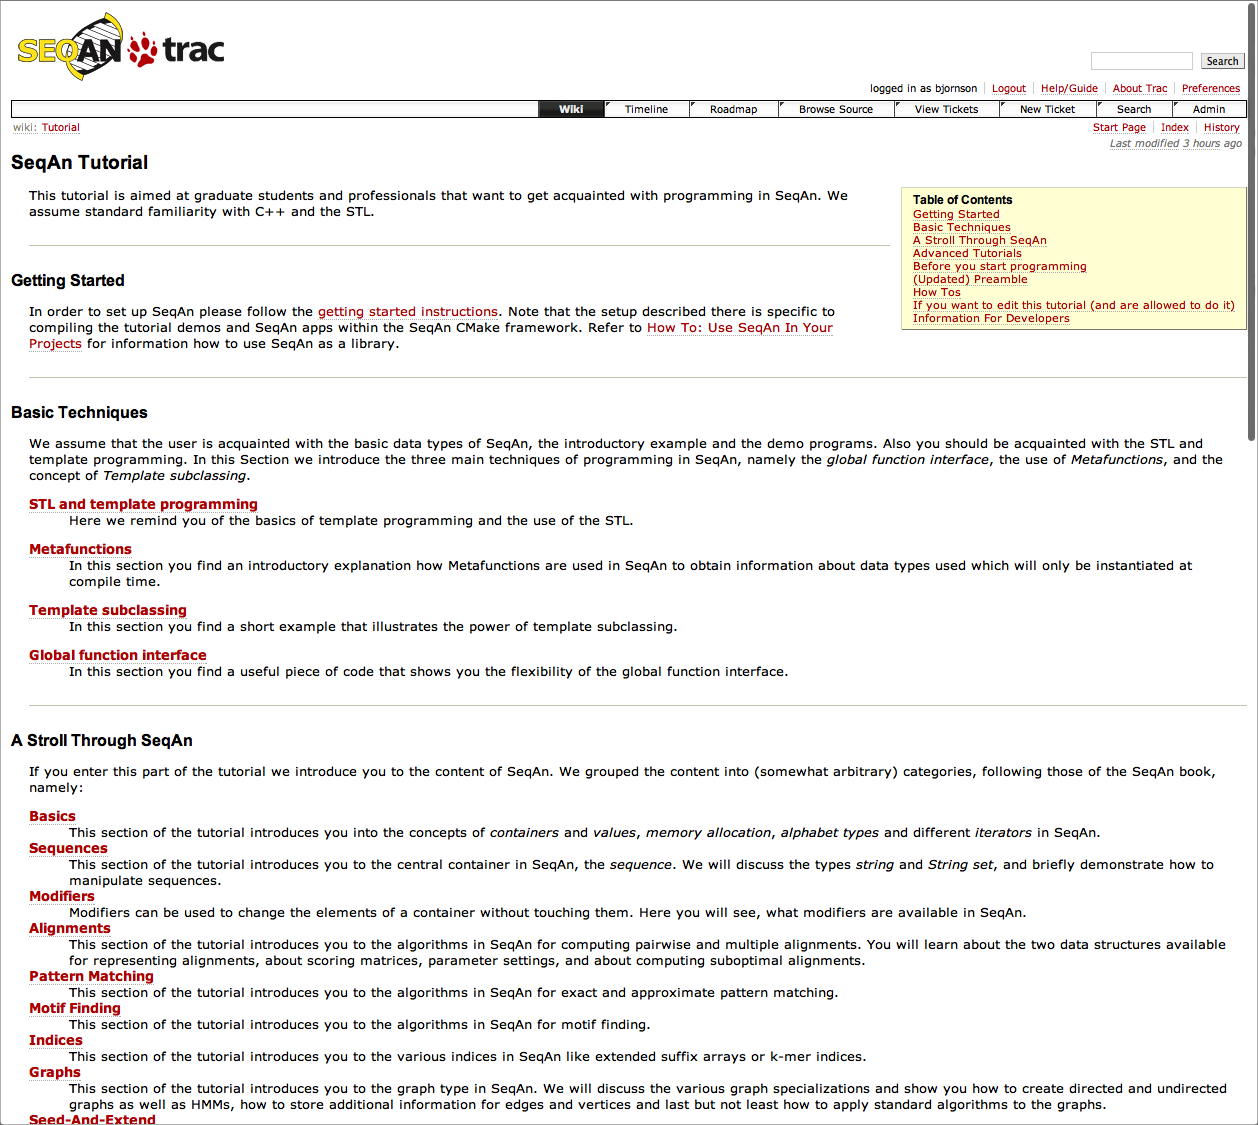 SEQAN trac
Search
logged in as bjornson Logout Help/Guide About Trac Preferences
Wiki Timeline Roadmap Browse Source View Tickets New Ticket Search Admin
wiki: Tutorial
Start Page Index History
Last modified 3 hours ago
SeqAn Tutorial
This tutorial is aimed at graduate students and professionals that want to get acquainted with programming in SeqAn. We
assume standard familiarity with C++ and the STL.
Table of Contents
Getting Started
Basic Techniques
A Stroll Through SeqAn
Advanced Tutorials
Before you start programming
(Updated) Preamble
How Tos
If you want to edit this tutorial (and are allowed to do it)
Information For Developers
Getting Started
In order to set up SeqAn please follow the getting started instructions. Note that the setup described there is specific to
compiling the tutorial demos and SeqAn apps within the SeqAn CMake framework. Refer to How To: Use SeqAn In Your
Projects for information how to use SeqAn as a library.
Basic Techniques
We assume that the user is acquainted with the basic data types of SeqAn, the introductory example and the demo programs. Also you should be acquainted with the STL and
template programming. In this Section we introduce the three main techniques of programming in SeqAn, namely the global function interface, the use of Metafunctions, and the
concept of Template subclassing.
STL and template programming
Here we remind you of the basics of template programming and the use of the STL.
Metafunctions
In this section you find an introductory explanation how Metafunctions are used in SeqAn to obtain information about data types used which will only be instantiated at
compile time.
Template subclassing
In this section you find a short example that illustrates the power of template subclassing.
Global function interface
In this section you find a useful piece of code that shows you the flexibility of the global function interface.
A Stroll Through SeqAn
If you enter this part of the tutorial we introduce you to the content of SeqAn. We grouped the content into (somewhat arbitrary) categories, following those of the SeqAn book,
namely:
Basics
This section of the tutorial introduces you into the concepts of containers and values, memory allocation, alphabet types and different iterators in SeqAn.
Sequences
This section of the tutorial introduces you to the central container in SeqAn, the sequence. We will discuss the types string and String set, and briefly demonstrate how to
manipulate sequences.
Modifiers
Modifiers can be used to change the elements of a container without touching them. Here you will see, what modifiers are available in SeqAn.
Alignments
This section of the tutorial introduces you to the algorithms in SeqAn for computing pairwise and multiple alignments. You will learn about the two data structures available
for representing alignments, about scoring matrices, parameter settings, and about computing suboptimal alignments.
Pattern Matching
This section of the tutorial introduces you to the algorithms in SeqAn for exact and approximate pattern matching.
Motif Finding
This section of the tutorial introduces you to the algorithms in SeqAn for motif finding.
Indices
This section of the tutorial introduces you to the various indices in SeqAn like extended suffix arrays or k-mer indices.
Graphs
This section of the tutorial introduces you to the graph type in SeqAn. We will discuss the various graph specializations and show you how to create directed and undirected
graphs as well as HMMs, how to store additional information for edges and vertices and last but not least how to apply standard algorithms to the graphs.
Seed-And-Extend